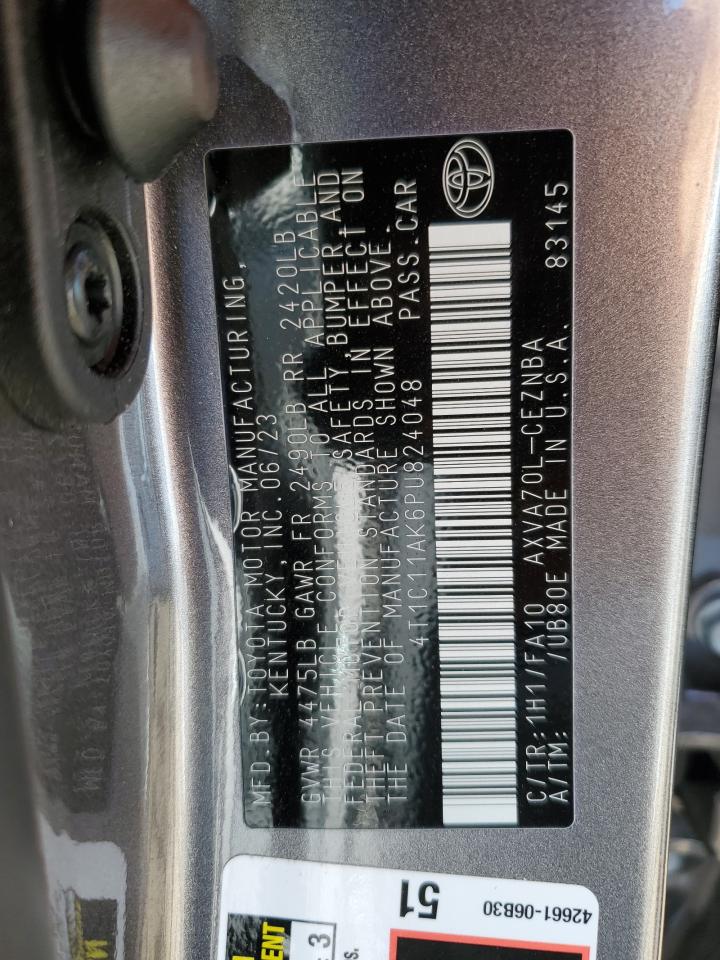 MFD.BY:TOYOTA MOTOR MANUFACTURING,
KENTUCKY, INC. 06/23
GVWR 4475LB GAWR FR 2490LB RR 2420LB
THIS VEHICLE CONFORMS TO ALL APPLICABLE
FEDERAL MOTOR VEHICLE SAFETY, BUMPER, AND
THEFT PREVENTION STANDARDS IN EFFECT ON
THE DATE OF MANUFACTURE SHOWN ABOVE.
4T1C11AK6PU824048 PASS.CAR
C/TR: 1H1/FA10 AXVA70L-CEZNBA
A/TM: /UB80E MADE IN U.S.A. 83145
51
42661-06B30
3